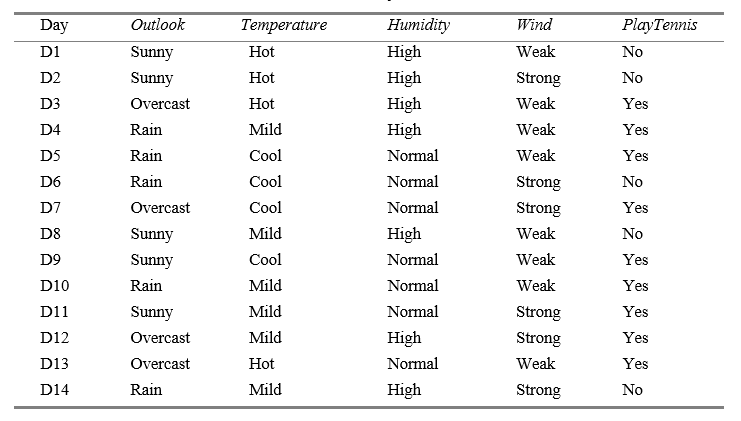 Day Outlook Temperature Humidity Wind PlayTennis
D1 Sunny Hot High Weak No
D2 Sunny Hot High Strong No
D3 Overcast Hot High Weak Yes
D4 Rain Mild High Weak Yes
D5 Rain Cool Normal Weak Yes
D6 Rain Cool Normal Strong No
D7 Overcast Cool Normal Strong Yes
D8 Sunny Mild High Weak No
D9 Sunny Cool Normal Weak Yes
D10 Rain Mild Normal Weak Yes
D11 Sunny Mild Normal Strong Yes
D12 Overcast Mild High Strong Yes
D13 Overcast Hot Normal Weak Yes
D14 Rain Mild High Strong No